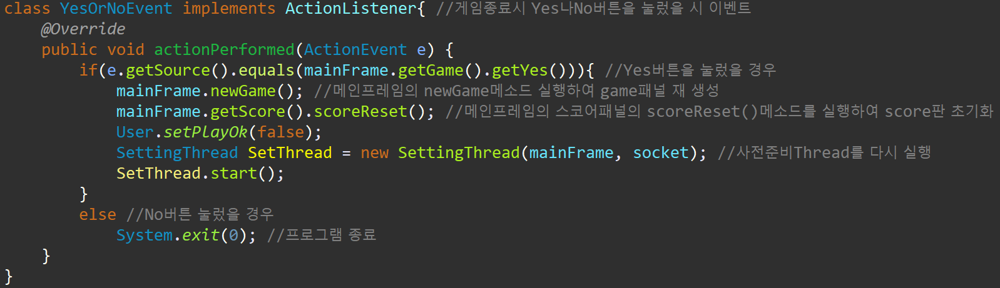 class YesOrNoEvent implements ActionListener{ //게임종료시 Yes나No버튼을 눌렀을 시 이벤트
    @Override
    public void actionPerformed(ActionEvent e) {
        if(e.getSource().equals(mainFrame.getGame().getYes())){ //Yes버튼을 눌렀을 경우
            mainFrame.newGame(); //메인프레임의 newGame메소드 실행하여 game패널 재 생성
            mainFrame.getScore().scoreReset(); //메인프레임의 스코어패널의 scoreReset()메소드를 실행하여 score판 초기화
            User.setPlayOk(false);
            SettingThread SetThread = new SettingThread(mainFrame, socket); //사전준비Thread를 다시 실행
            SetThread.start();
        }
        else //No버튼 눌렀을 경우
            System.exit(0); //프로그램 종료
    }
}